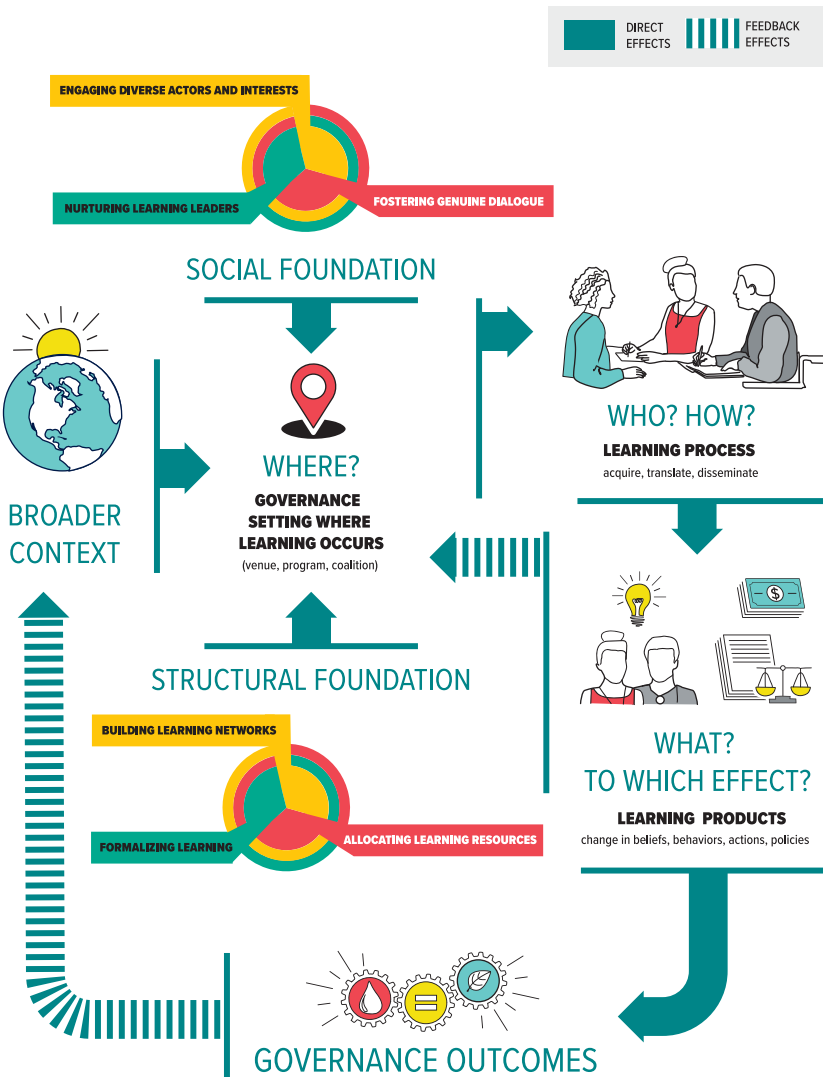 DIRECT
EFFECTS
FEEDBACK
EFFECTS
ENGAGING DIVERSE ACTORS AND INTERESTS
NURTURING LEARNING LEADERS
FOSTERING GENUINE DIALOGUE
SOCIAL FOUNDATION
BROADER
CONTEXT
WHERE?
GOVERNANCE
SETTING WHERE
LEARNING OCCURS
(venue, program, coalition)
WHO? HOW?
LEARNING PROCESS
acquire, translate, disseminate
STRUCTURAL FOUNDATION
BUILDING LEARNING NETWORKS
FORMALIZING LEARNING
ALLOCATING LEARNING RESOURCES
$
WHAT?
TO WHICH EFFECT?
LEARNING PRODUCTS
change in beliefs, behaviors, actions, policies
GOVERNANCE OUTCOMES